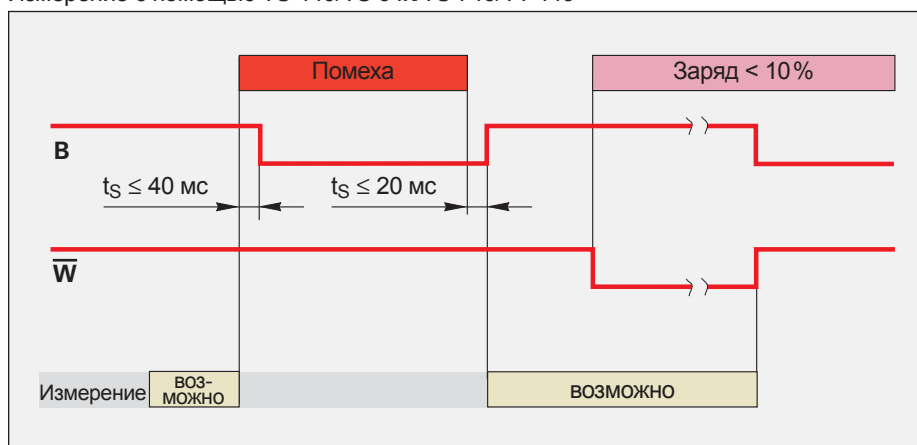 Помеха
Заряд < 10 %
B
tS ≤ 40 мс
tS ≤ 20 мс
W
Измерение
воз-
можно
возможно